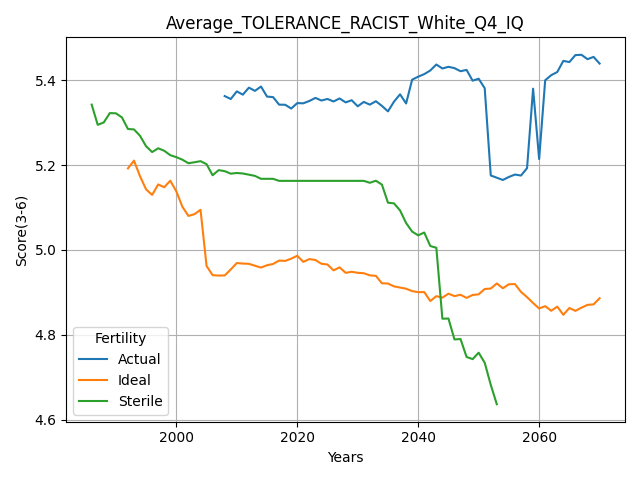 Average_TOLERANCE_RACIST_White_Q4_IQ
Score(3-6)
5.4
5.2
5.0
4.8
4.6
Fertility
Actual
Ideal
Sterile
2000
2020
2040
2060
Years